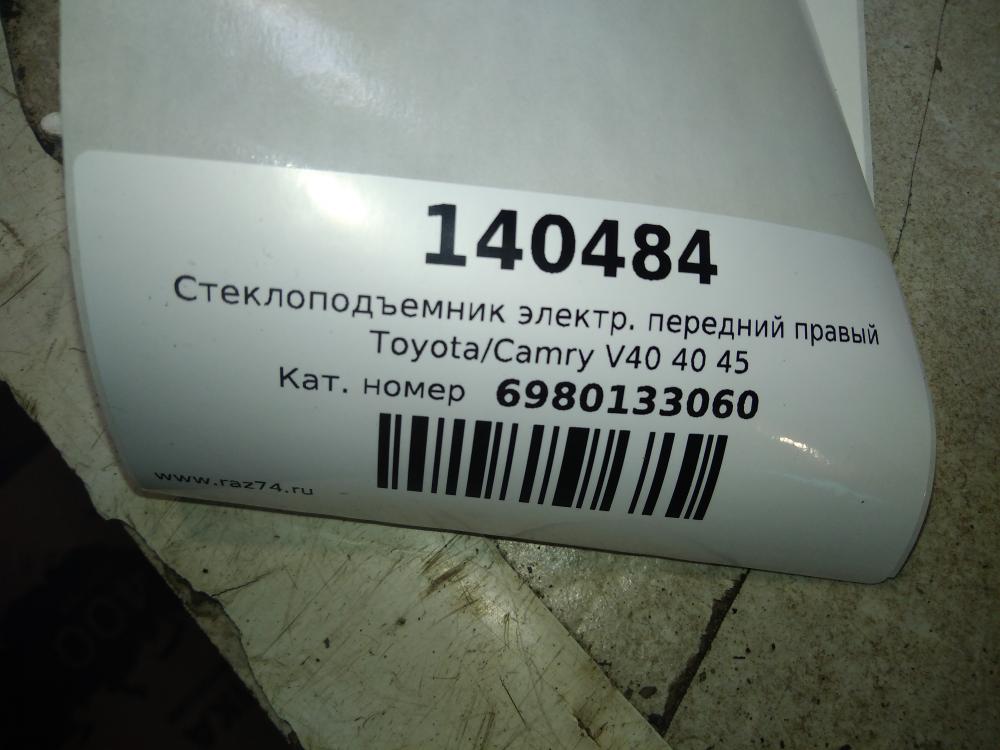 140484
Стеклоподъемник электр. передний правый
Toyota/Camry V40 40 45
Кат. номер 6980133060
www.raz74.ru